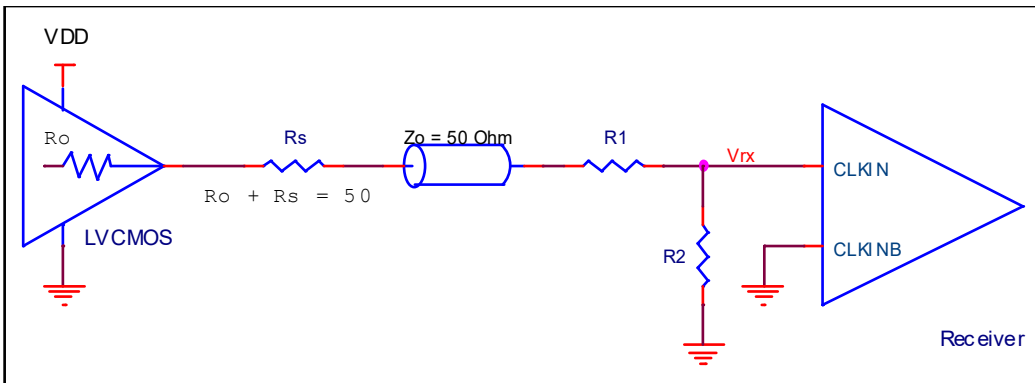 VDD
Ro
Rs
Zo = 50 Ohm
R1
Vrx
CLKIN
Ro + Rs = 50
LVCMOS
R2
CLKINB
Receiver